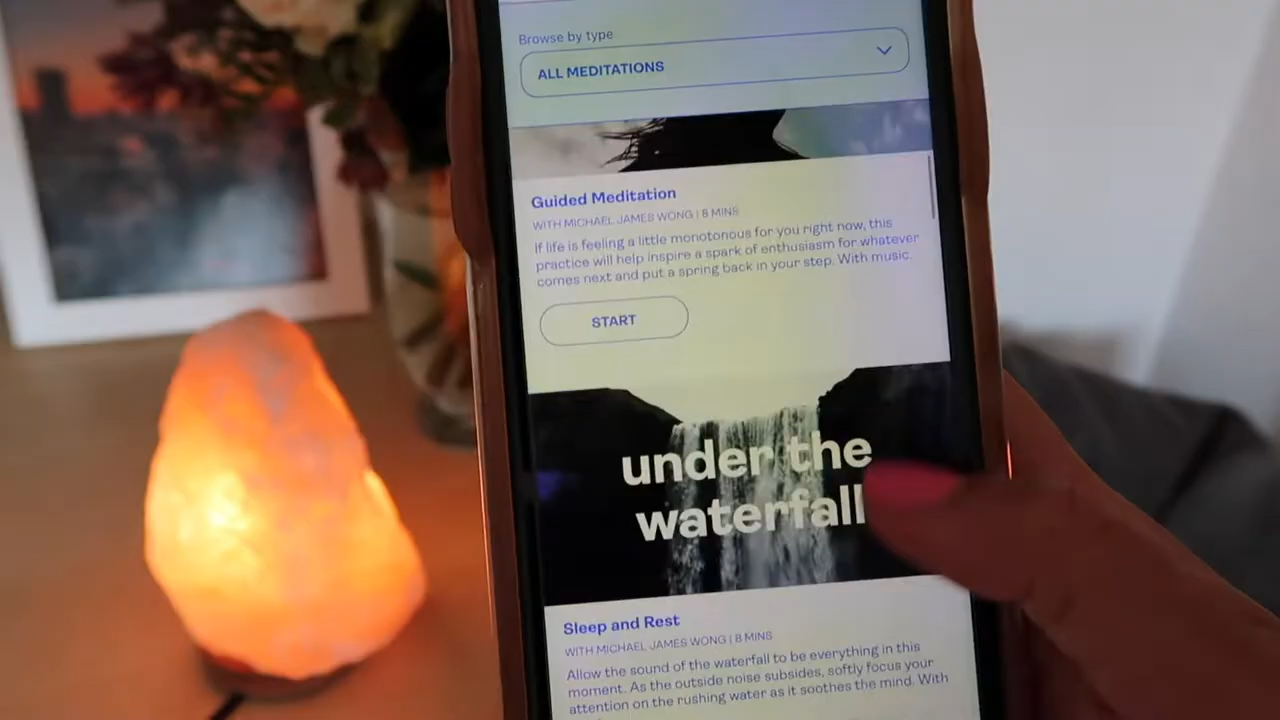 Browse by type
ALL MEDITATIONS
Guided Meditation
WITH MICHAEL JAMES WONG | 8 MINS
If life is feeling a little monotonous for you right now, this
practice will help inspire a spark of enthusiasm for whatever
comes next and put a spring back in your step. With music.
START
under the
waterfall
Sleep and Rest
WITH MICHAEL JAMES WONG | 8 MINS
Allow the sound of the waterfall to be everything in this
moment. As the outside noise subsides, softly focus your
attention on the rushing water as it soothes the mind. With